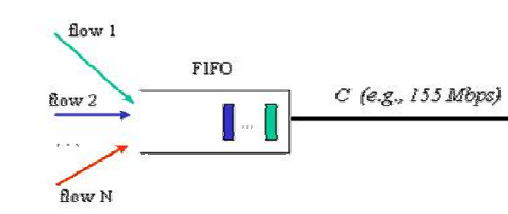 flow 1
FIFO
flow 2
C (e.g., 155 Mbps)
...
...
flow N